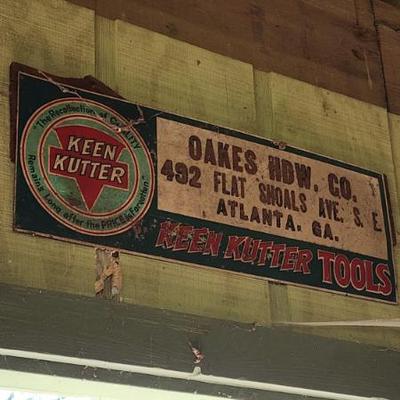 "The Recollection of QUALITY
Remains Long after the PRICE is Forgotten"
KEEN
KUTTER
OAKES HDW. CO.
492 FLAT SHOALS AVE. S. E.
ATLANTA. GA.
KEEN KUTTER TOOLS